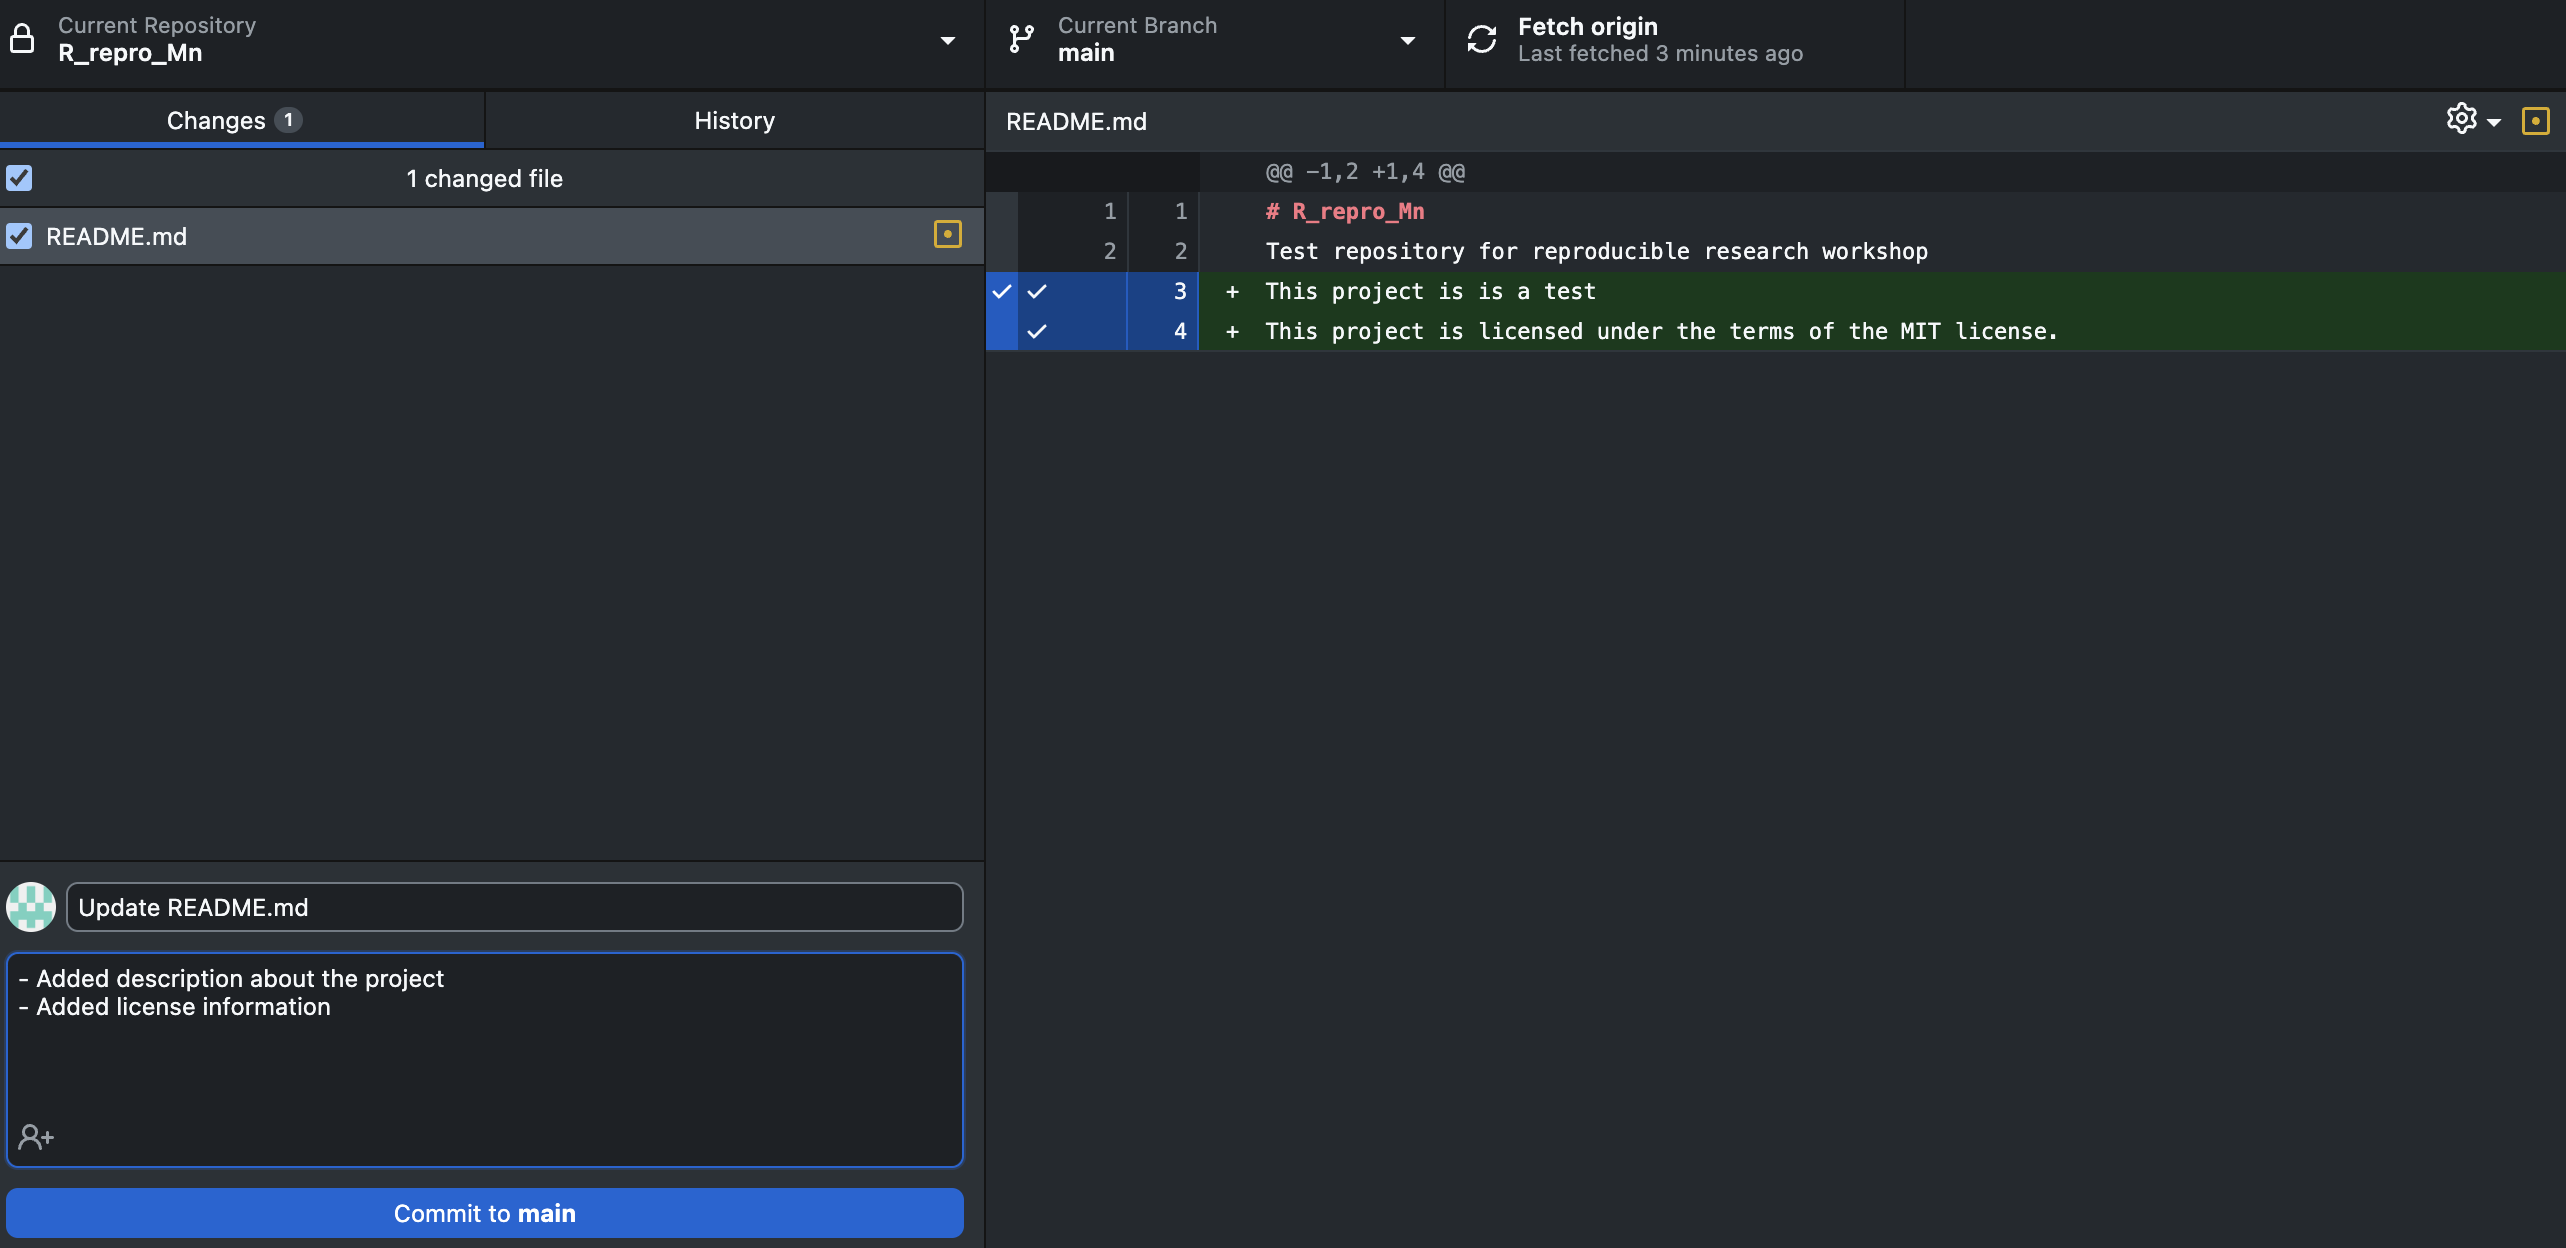 Current Repository
R_repro_Mn
Current Branch
main
Fetch origin
Last fetched 3 minutes ago
Changes 1
History
1 changed file
README.md
README.md
@@ -1,2 +1,4 @@
1 1 # R_repro_Mn
2 2 Test repository for reproducible research workshop
3 + This project is is a test
4 + This project is licensed under the terms of the MIT license.
Update README.md
- Added description about the project
- Added license information
Commit to main